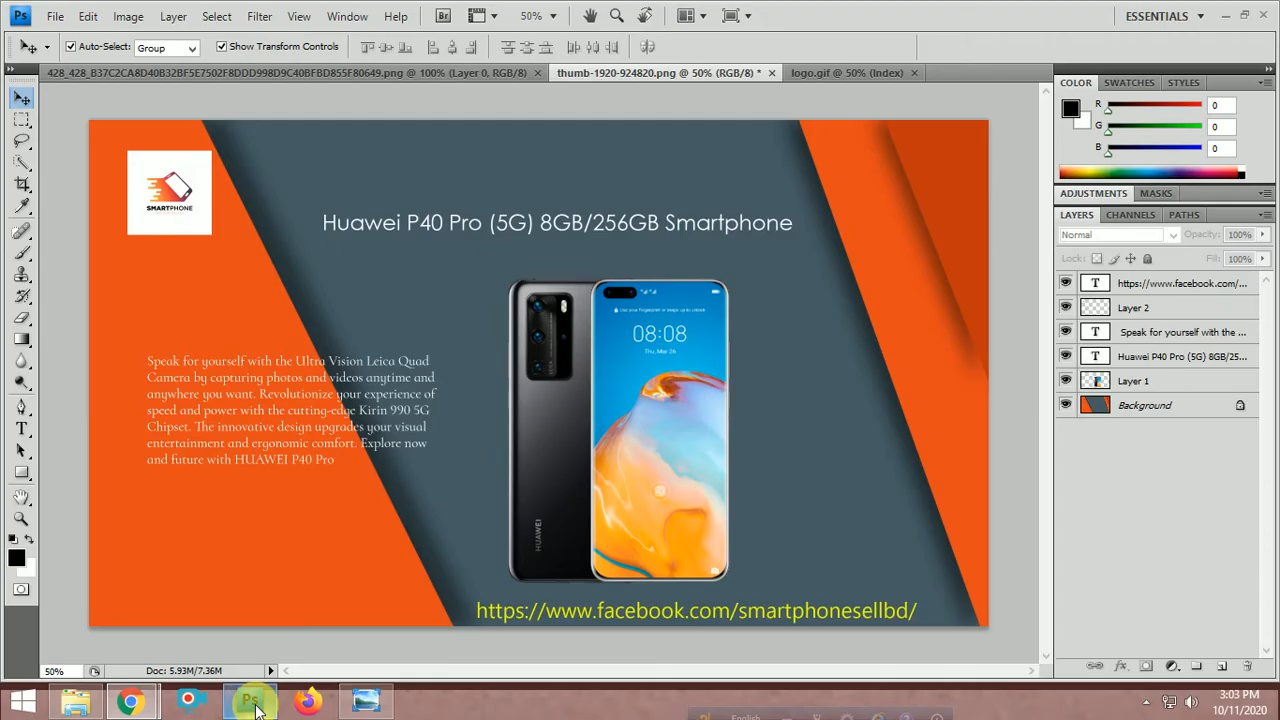 Ps File Edit Image Layer Select Filter View Window Help Br 50% ESSENTIALS
Auto-Select: Group Show Transform Controls
428_428_B37C2CA8D40B32BF5E7502F8DDD998D9C40BFBD855F80649.png @ 100% (Layer 0, RGB/8) thumb-1920-924820.png @ 50% (RGB/8) * logo.gif @ 50% (Index)
COLOR SWATCHES STYLES
R 0
G 0
B 0
ADJUSTMENTS MASKS
LAYERS CHANNELS PATHS
Normal Opacity: 100%
Lock: Fill: 100%
T https://www.facebook.com/...
Layer 2
T Speak for yourself with the ...
T Huawei P40 Pro (5G) 8GB/25...
Layer 1
Background
SMARTPHONE
Huawei P40 Pro (5G) 8GB/256GB Smartphone
08:08
Thu, Mar 26
HUAWEI
Speak for yourself with the Ultra Vision Leica Quad
Camera by capturing photos and videos anytime and
anywhere you want. Revolutionize your experience of
speed and power with the cutting-edge Kirin 990 5G
Chipset. The innovative design upgrades your visual
entertainment and ergonomic comfort. Explore now
and future with HUAWEI P40 Pro
https://www.facebook.com/smartphonesellbd/
50% Doc: 5.93M/7.36M
Ps
English
3:03 PM
10/11/2020